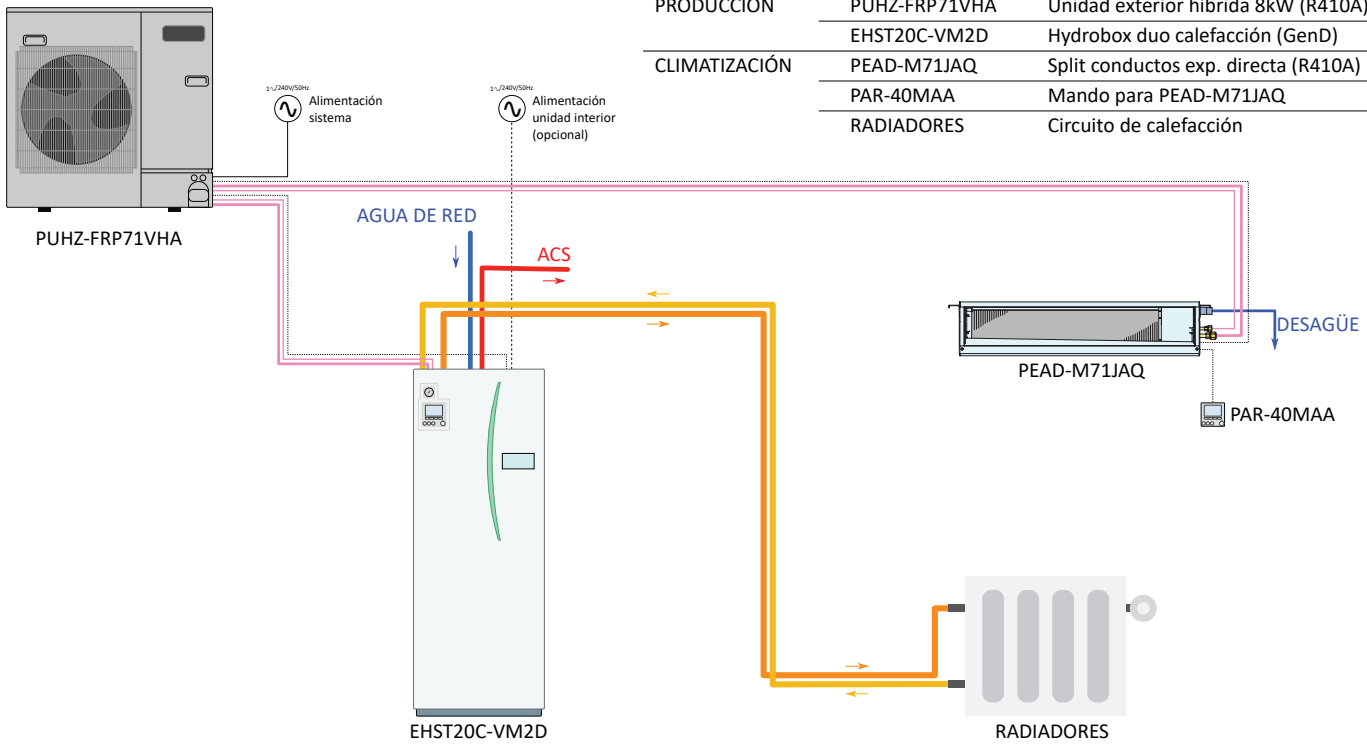 PRODUCCIÓN PUHZ-FRP71VHA Unidad exterior híbrida 8kW (R410A)
EHST20C-VM2D Hydrobox duo calefacción (GenD)
CLIMATIZACIÓN PEAD-M71JAQ Split conductos exp. directa (R410A)
PAR-40MAA Mando para PEAD-M71JAQ
RADIADORES Circuito de calefacción
1~/240V/50Hz
Alimentación
sistema
1~/240V/50Hz
Alimentación
unidad interior
(opcional)
PUHZ-FRP71VHA
AGUA DE RED
ACS
DESAGÜE
PEAD-M71JAQ
PAR-40MAA
EHST20C-VM2D
RADIADORES